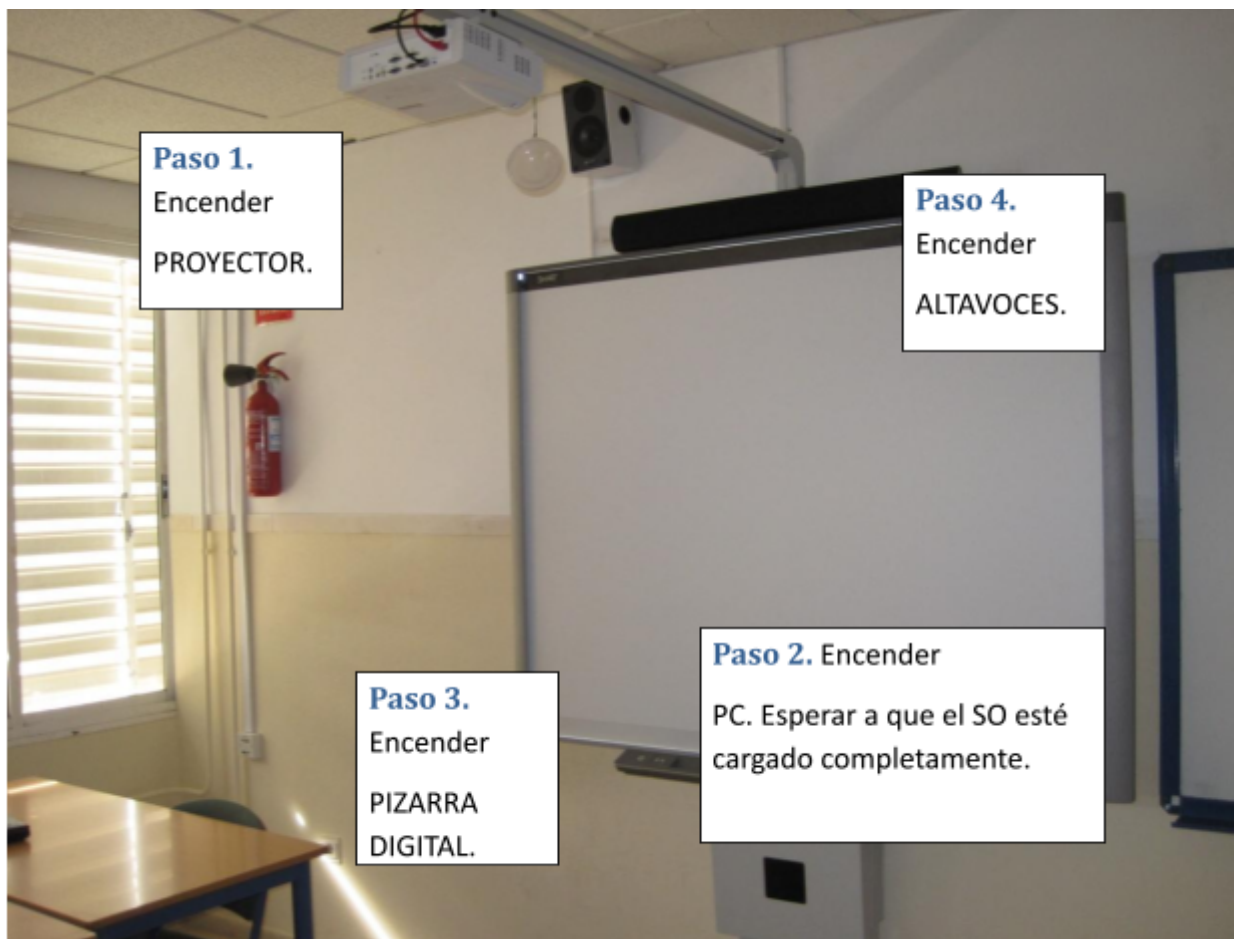 Paso 1.
Encender
PROYECTOR.
Paso 4.
Encender
ALTAVOCES.
Paso 2. Encender
PC. Esperar a que el SO esté
cargado completamente.
Paso 3.
Encender
PIZARRA
DIGITAL.